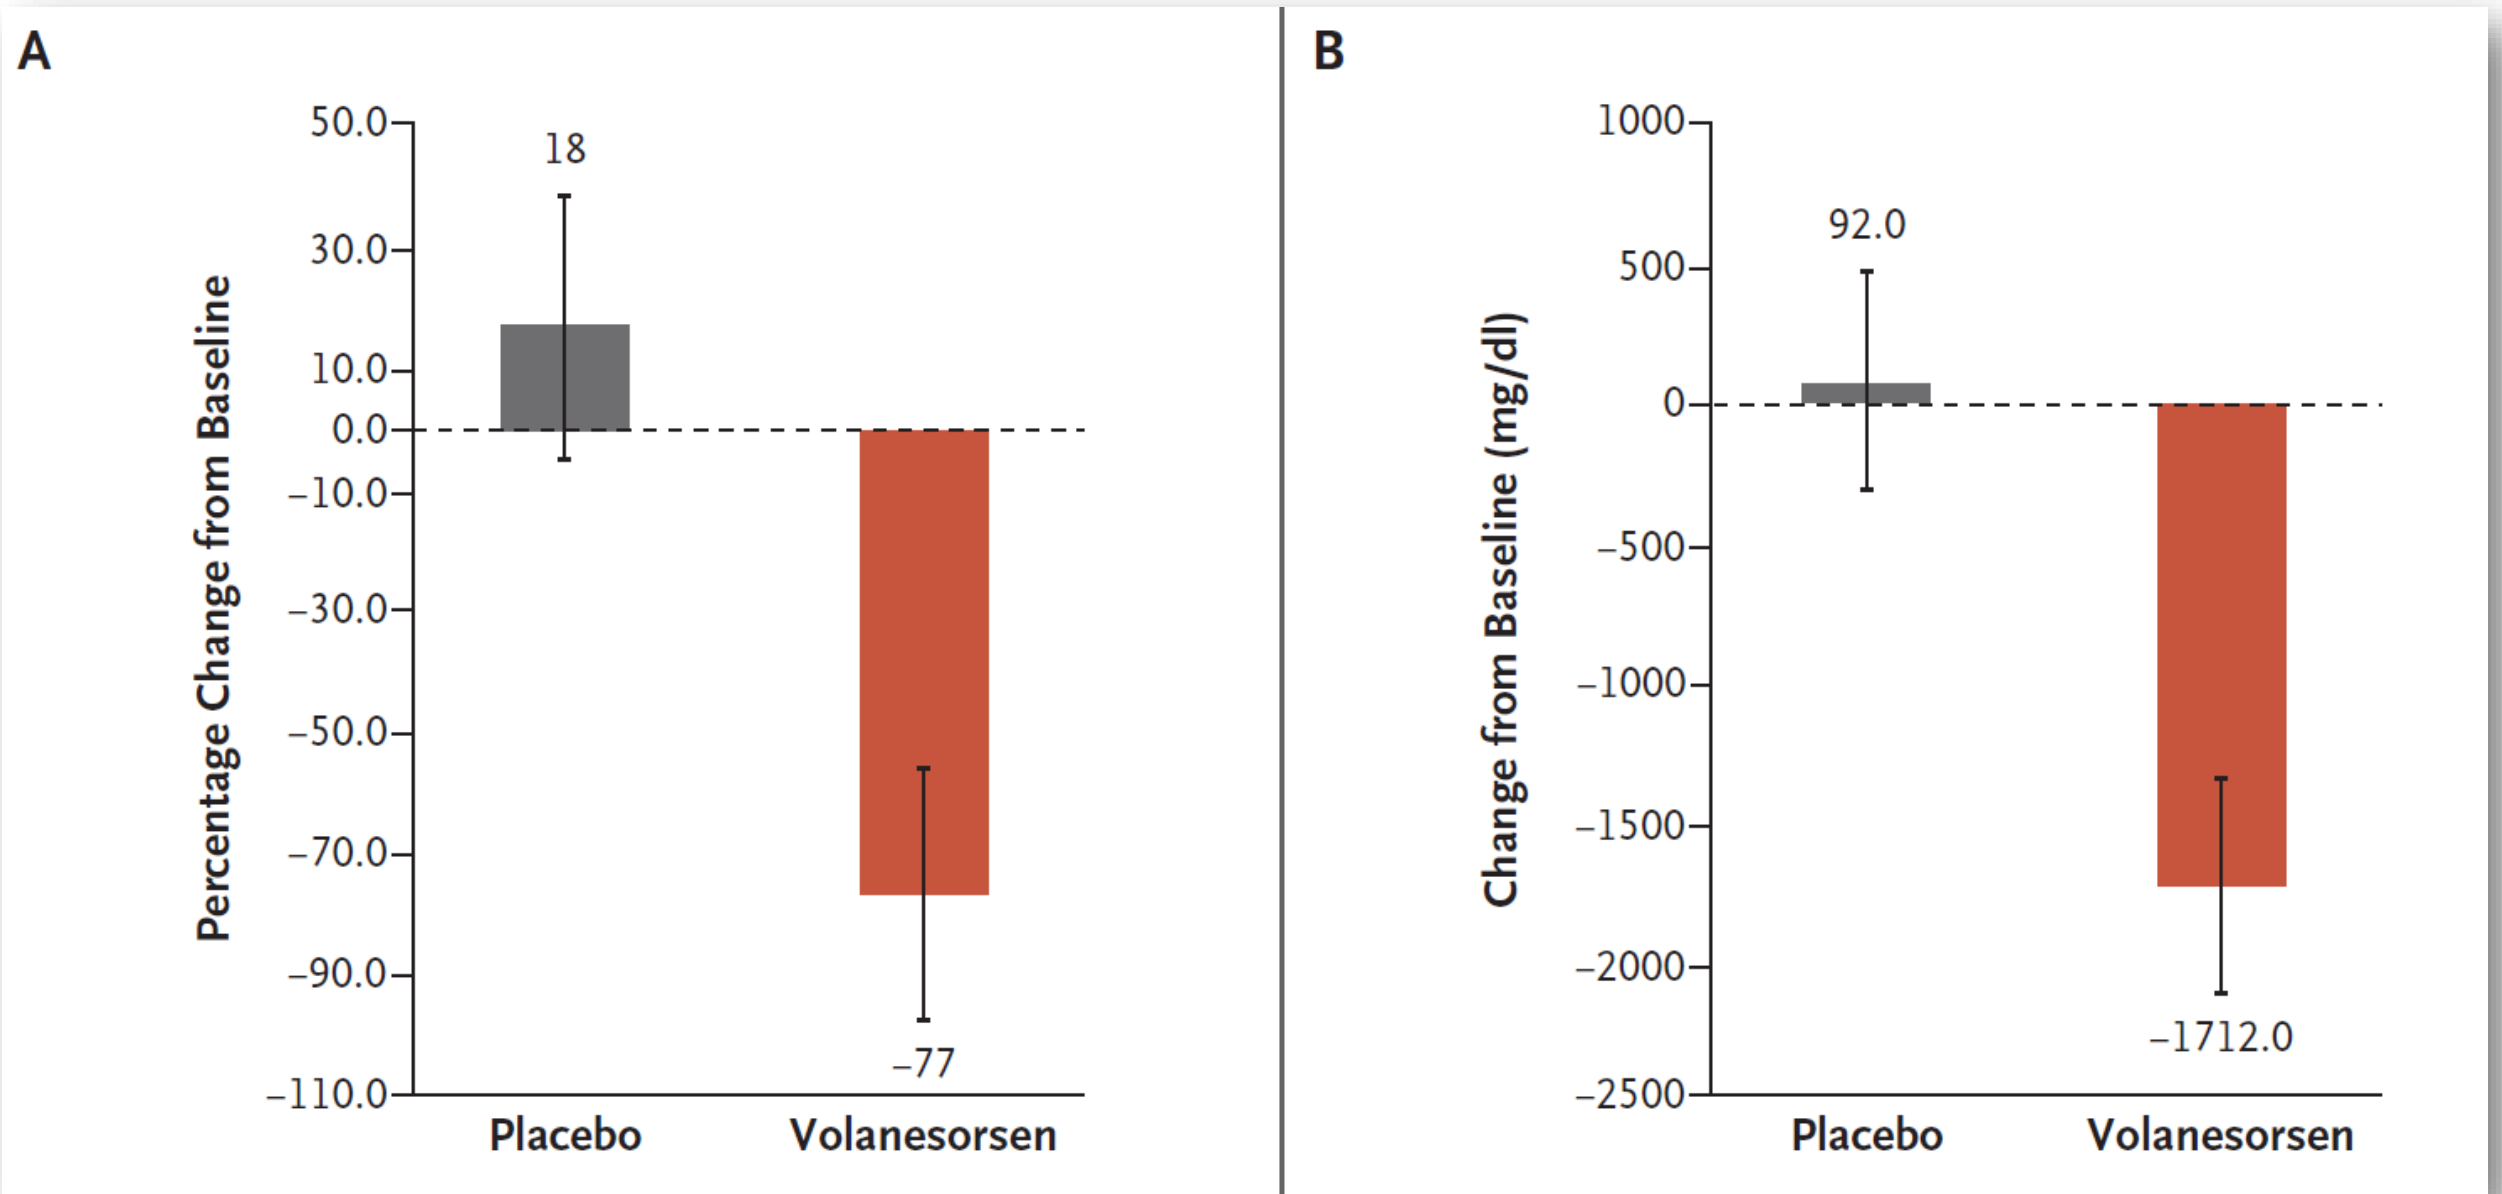 A
50.0
30.0
10.0
0.0
–10.0
–30.0
–50.0
–70.0
–90.0
–110.0
Percentage Change from Baseline
18
–77
Placebo
Volanesorsen
B
1000
500
0
–500
–1000
–1500
–2000
–2500
Change from Baseline (mg/dl)
92.0
–1712.0
Placebo
Volanesorsen